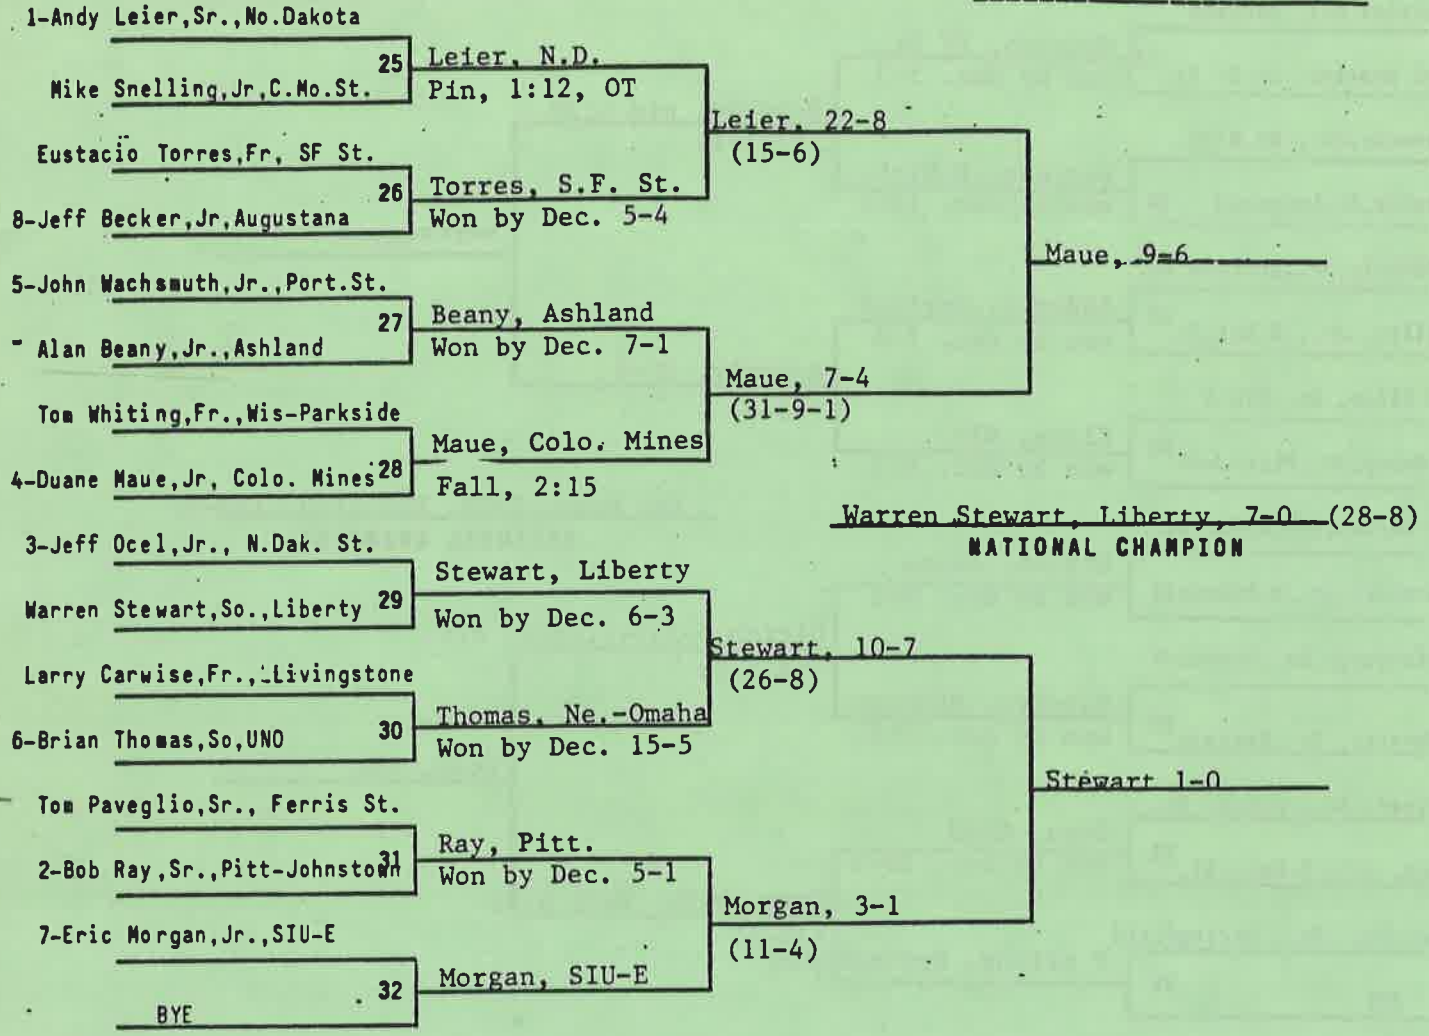 1-Andy Leier,Sr.,No.Dakota
25
Leier, N.D.
Mike Snelling,Jr,C.Mo.St.
Pin, 1:12, OT
Leier. 22-8
(15-6)
Eustacio Torres,Fr, SF St.
26
Torres, S.F. St.
8-Jeff Becker,Jr,Augustana
Won by Dec. 5-4
Maue, 9-6
5-John Wachsmuth,Jr.,Port.St.
27
Beany, Ashland
Alan Beany,Jr.,Ashland
Won by Dec. 7-1
Maue, 7-4
(31-9-1)
Tom Whiting,Fr.,Wis-Parkside
Maue, Colo. Mines
4-Duane Maue,Jr, Colo. Mines
28
Fall, 2:15
Warren Stewart, Liberty, 7-0 (28-8)
NATIONAL CHAMPION
3-Jeff Ocel,Jr., N.Dak. St.
Stewart, Liberty
Warren Stewart,So.,Liberty
29
Won by Dec. 6-3
Stewart, 10-7
(26-8)
Larry Carwise,Fr.,Livingstone
Thomas, Ne.-Omaha
6-Brian Thomas,So,UNO
30
Won by Dec. 15-5
Stewart 1-0
Tom Paveglio,Sr., Ferris St.
Ray, Pitt.
2-Bob Ray,Sr.,Pitt-Johnstown
31
Won by Dec. 5-1
Morgan, 3-1
(11-4)
7-Eric Morgan,Jr.,SIU-E
Morgan, SIU-E
32
BYE